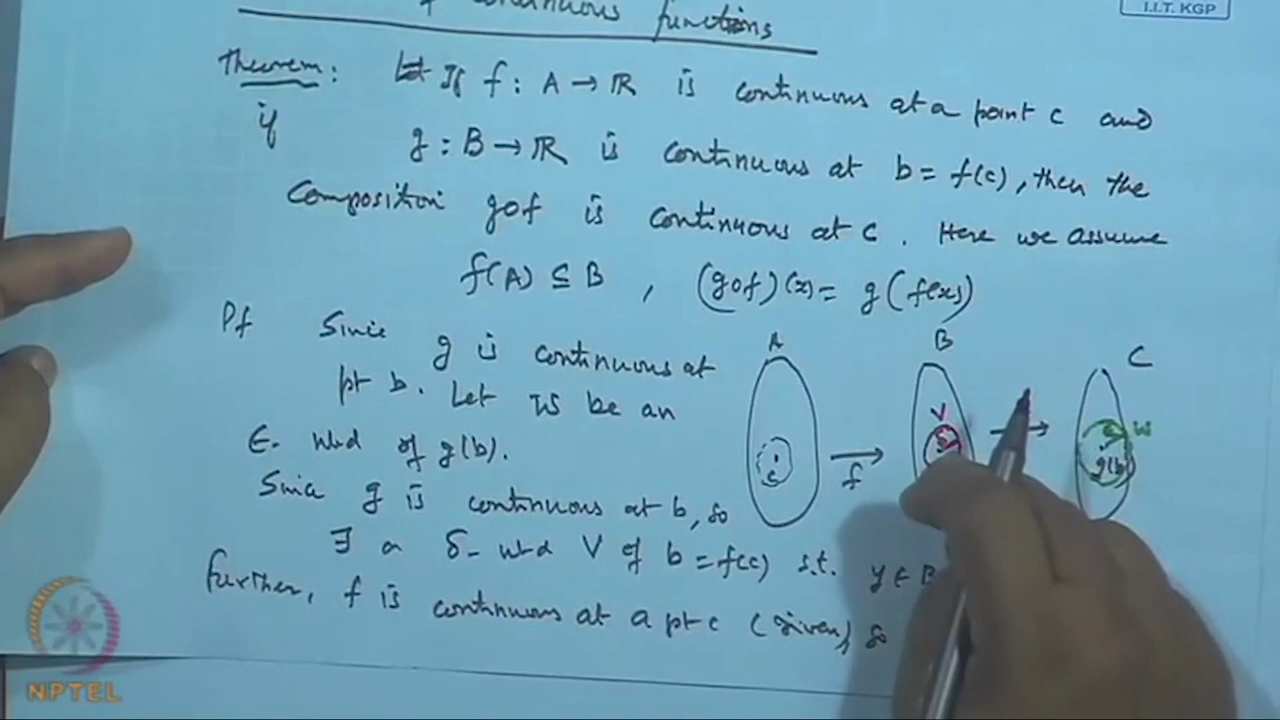 I.I.T. KGP
of continuous functions
Theorem: Let If f : A → ℝ is continuous at a point c and
if g : B → ℝ is continuous at b = f(c), then the
Composition gof is continuous at c. Here we assume
f(A) ⊆ B , (gof)(x) = g(f(x))
Pf Since g is continuous at
pt b. Let W be an
ε- nbd of g(b).
Since g is continuous at b, so
∃ a δ- nbd V of b = f(c) s.t. y ∈ B
further, f is continuous at a pt c (given) so
A B C
V W
c δ g(b)
f
NPTEL